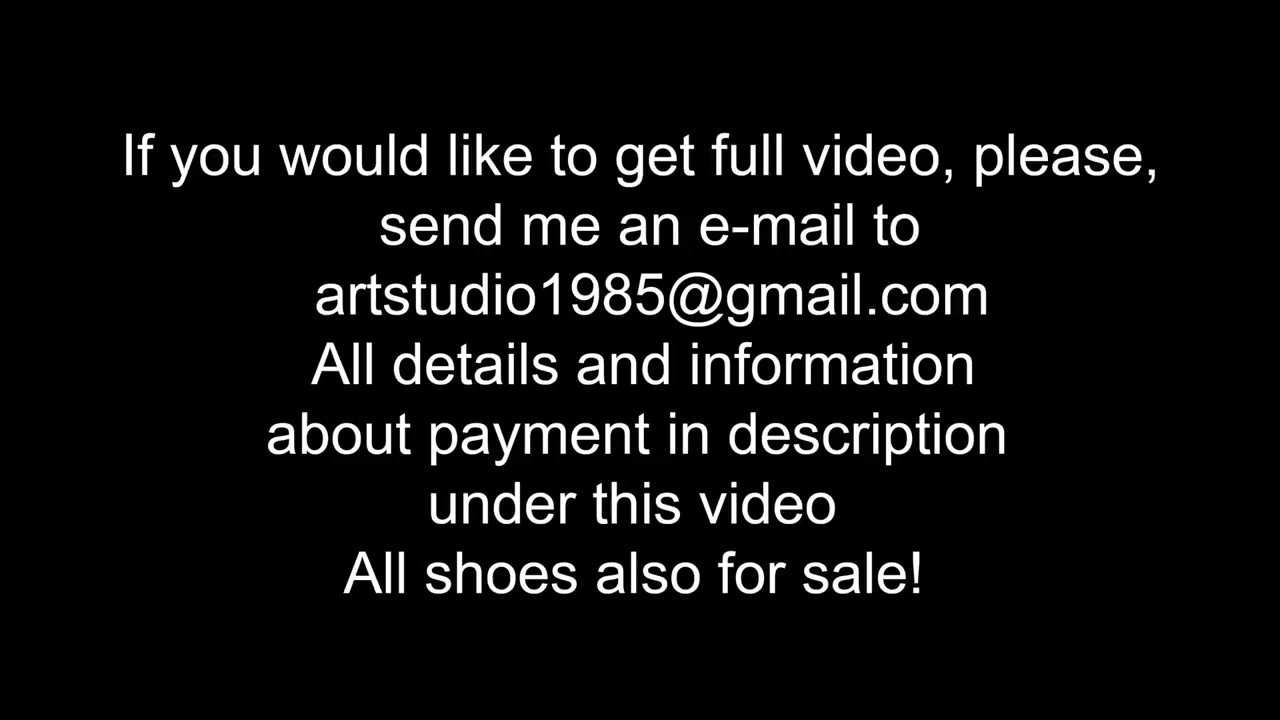 If you would like to get full video, please,
send me an e-mail to
artstudio1985@gmail.com
All details and information
about payment in description
under this video
All shoes also for sale!